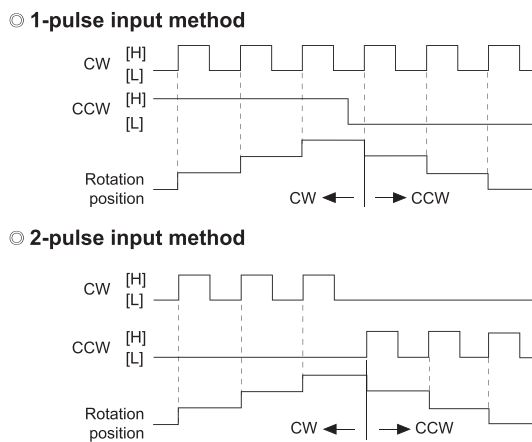 ◎ 1-pulse input method
CW [H]
[L]
CCW [H]
[L]
Rotation
position
CW CCW
◎ 2-pulse input method
CW [H]
[L]
CCW [H]
[L]
Rotation
position
CW CCW